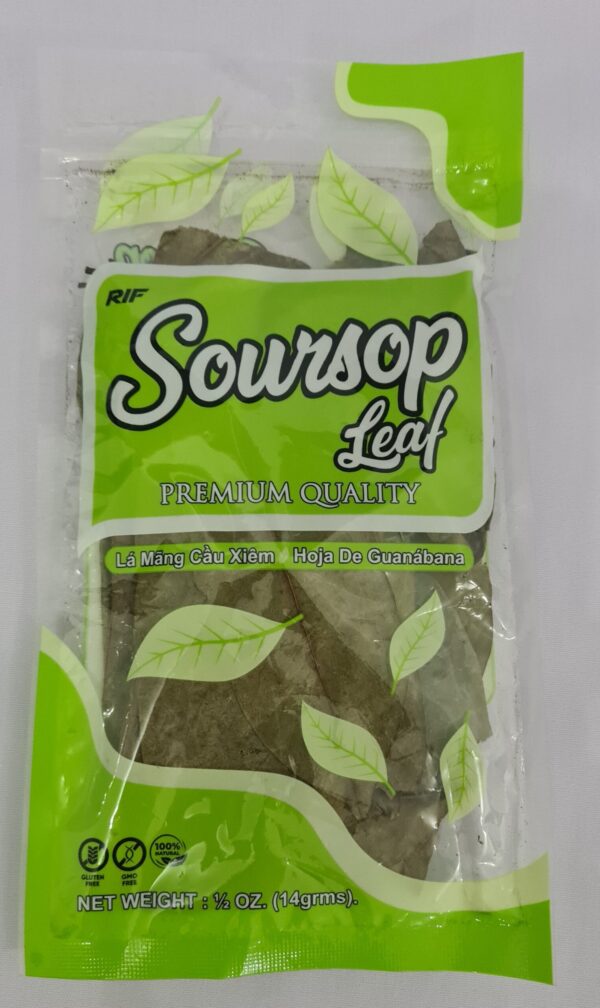 RIF
Soursop
Leaf
PREMIUM QUALITY
Lá Mãng Cầu Xiêm Hoja De Guanábana
100%
NATURAL
GLUTEN
FREE
GMO
FREE
NET WEIGHT : ½ OZ. (14grms).